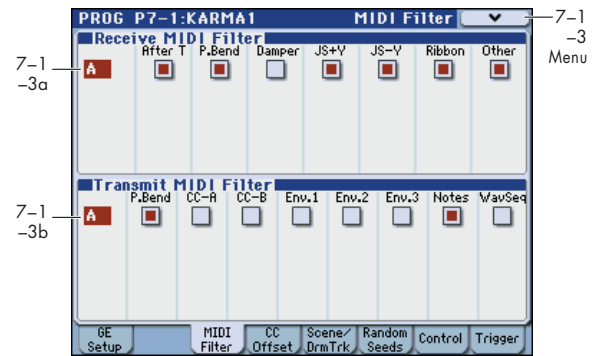 PROG P7-1:KARMA1 MIDI Filter
7-1
-3
Menu
Receive MIDI Filter
After T P.Bend Damper JS+Y JS-Y Ribbon Other
7-1
-3a
A
Transmit MIDI Filter
P.Bend CC-A CC-B Env.1 Env.2 Env.3 Notes WavSeq
7-1
-3b
A
GE Setup
MIDI Filter
CC Offset
Scene/ DrmTrk
Random Seeds
Control
Trigger